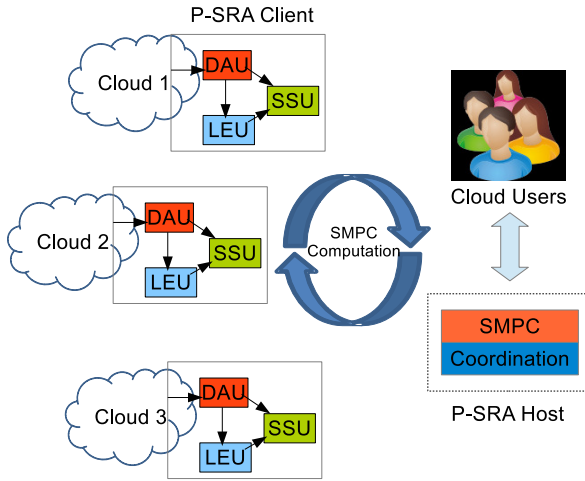 P-SRA Client
Cloud 1
DAU
SSU
LEU
Cloud 2
DAU
SSU
LEU
Cloud 3
DAU
SSU
LEU
SMPC
Computation
Cloud Users
SMPC
Coordination
P-SRA Host